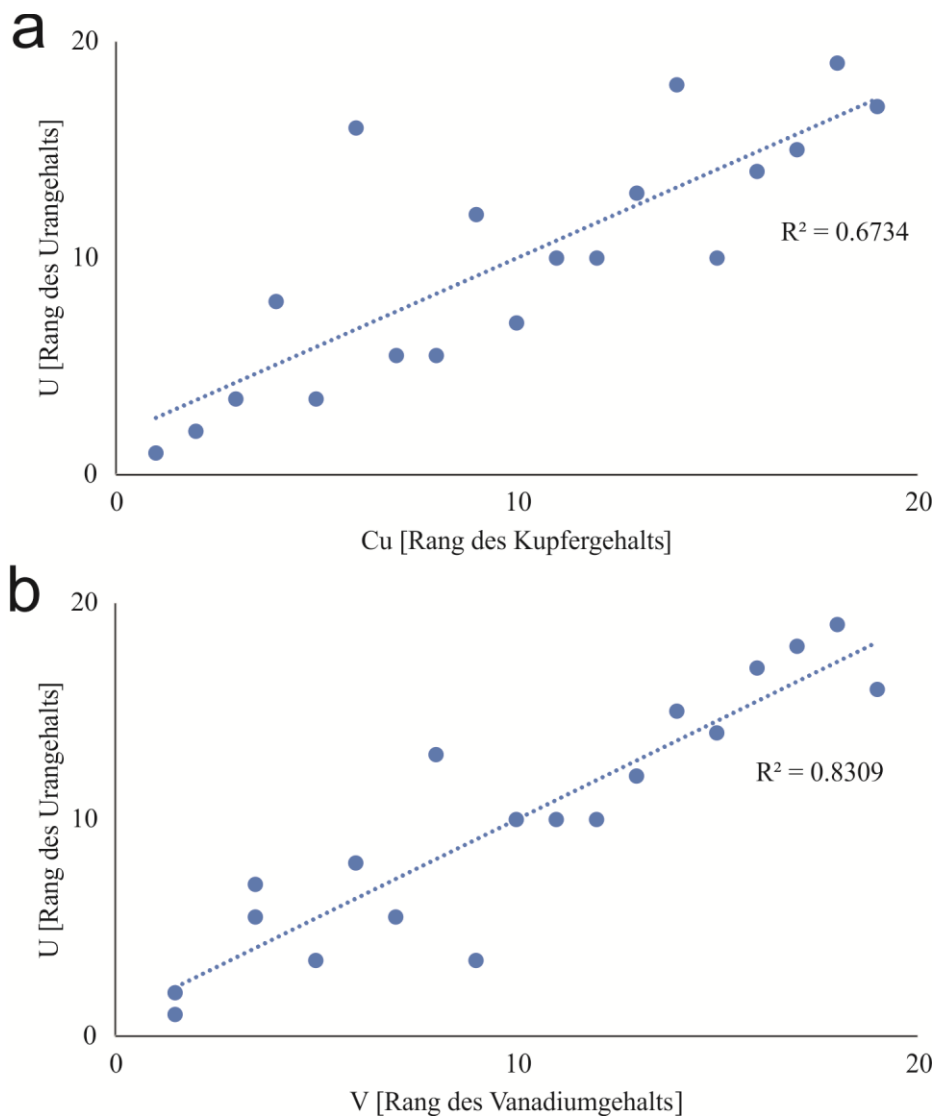 a
20
10
0
U [Rang des Urangehalts]
R² = 0.6734
0
10
20
Cu [Rang des Kupfergehalts]
b
20
10
0
U [Rang des Urangehalts]
R² = 0.8309
0
10
20
V [Rang des Vanadiumgehalts]